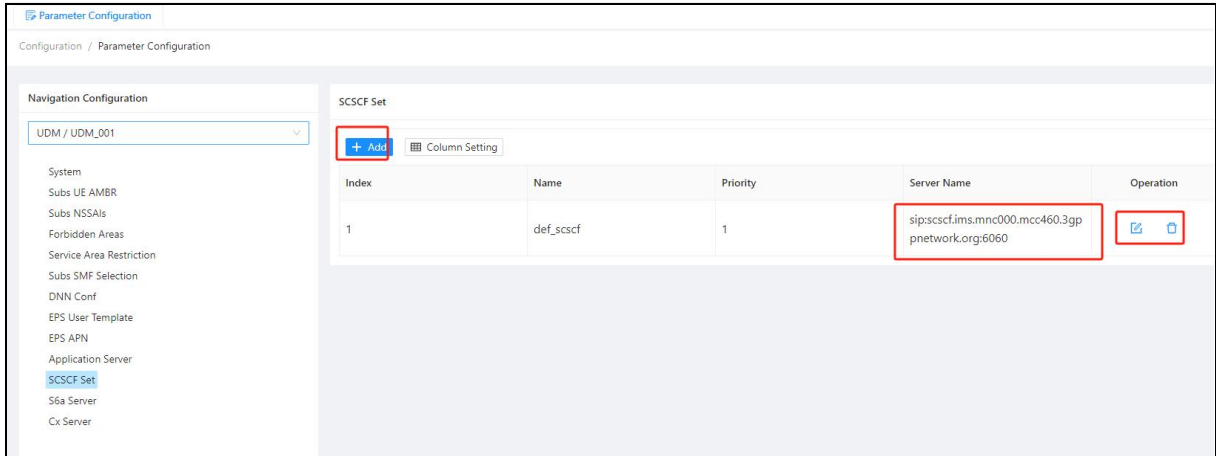 Parameter Configuration
Configuration / Parameter Configuration
Navigation Configuration
UDM / UDM_001
System
Subs UE AMBR
Subs NSSAIs
Forbidden Areas
Service Area Restriction
Subs SMF Selection
DNN Conf
EPS User Template
EPS APN
Application Server
SCSCF Set
S6a Server
Cx Server
SCSCF Set
+ Add Column Setting
Index Name Priority Server Name Operation
1 def_scscf 1 sip:scscf.ims.mnc000.mcc460.3gp
pnetwork.org:6060